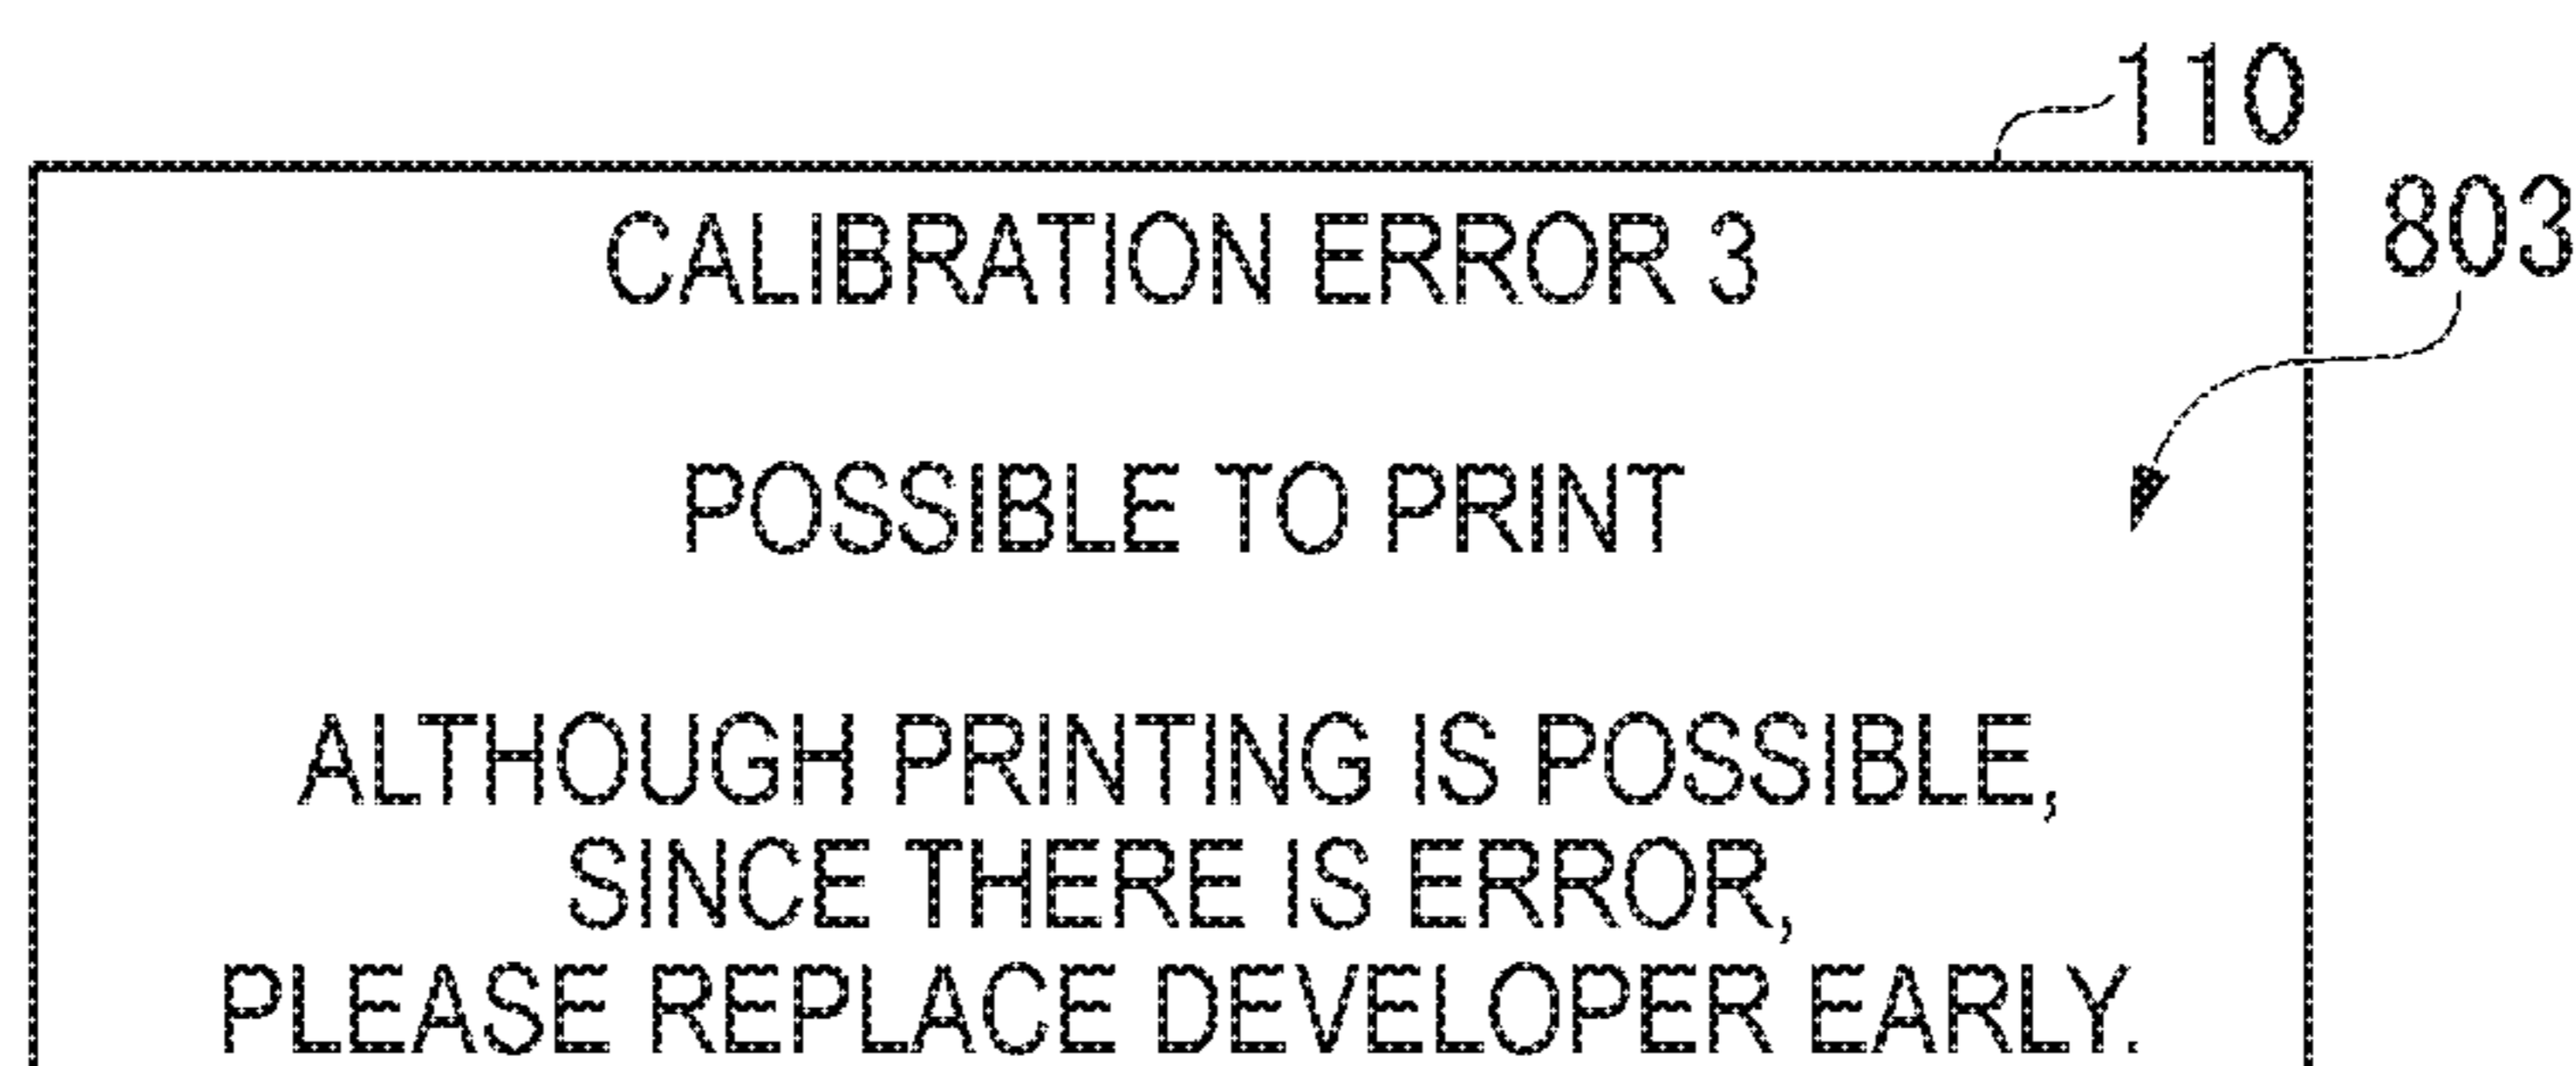 110
803
CALIBRATION ERROR 3
POSSIBLE TO PRINT
ALTHOUGH PRINTING IS POSSIBLE,
SINCE THERE IS ERROR,
PLEASE REPLACE DEVELOPER EARLY.